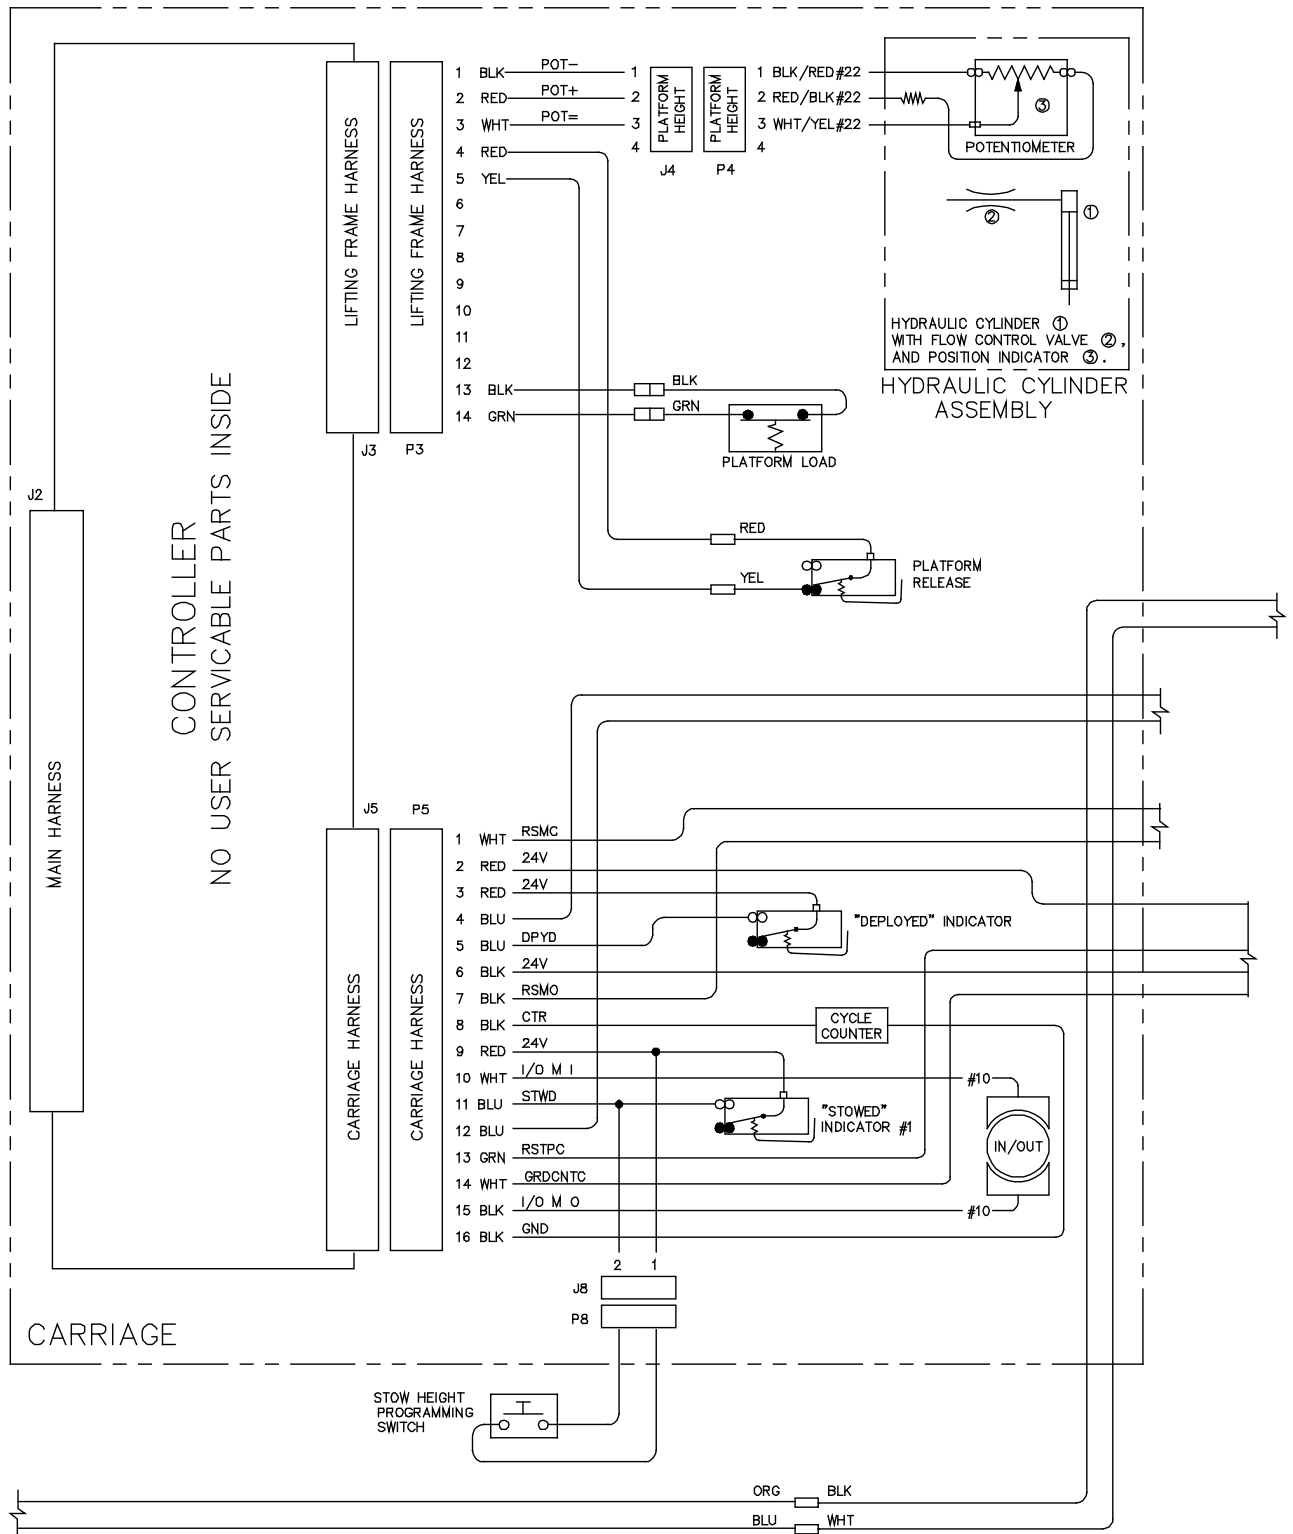 J2
MAIN HARNESS
CONTROLLER
NO USER SERVICABLE PARTS INSIDE
LIFTING FRAME HARNESS
LIFTING FRAME HARNESS
J3
P3
1 BLK POT-
2 RED POT+
3 WHT POT=
4 RED
5 YEL
6
7
8
9
10
11
12
13 BLK
14 GRN
1
2
3
4
PLATFORM HEIGHT
PLATFORM HEIGHT
J4
P4
1 BLK/RED#22
2 RED/BLK#22
3 WHT/YEL#22
4
③
POTENTIOMETER
②
①
HYDRAULIC CYLINDER ①
WITH FLOW CONTROL VALVE ②,
AND POSITION INDICATOR ③.
HYDRAULIC CYLINDER
ASSEMBLY
BLK
GRN
PLATFORM LOAD
RED
YEL
PLATFORM
RELEASE
J5
P5
CARRIAGE HARNESS
CARRIAGE HARNESS
1 WHT RSMC
2 RED 24V
3 RED 24V
4 BLU
5 BLU DPYD
6 BLK 24V
7 BLK RSMO
8 BLK CTR
9 RED 24V
10 WHT I/O M I
11 BLU STWD
12 BLU
13 GRN RSTPC
14 WHT GRDCNTC
15 BLK I/O M O
16 BLK GND
"DEPLOYED" INDICATOR
CYCLE
COUNTER
#10
"STOWED"
INDICATOR #1
IN/OUT
#10
2 1
J8
P8
CARRIAGE
STOW HEIGHT
PROGRAMMING
SWITCH
ORG BLK
BLU WHT